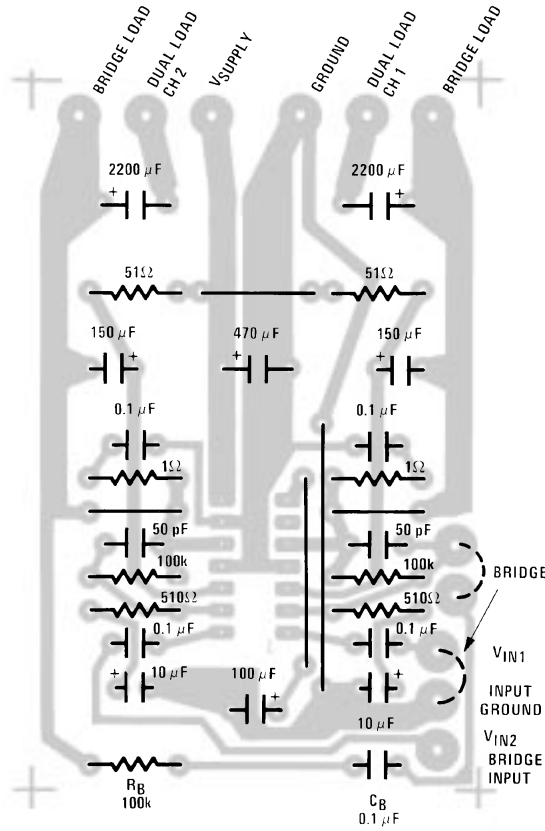 BRIDGE LOAD
DUAL LOAD
CH 2
VSUPPLY
GROUND
DUAL LOAD
CH 1
BRIDGE LOAD
2200 μF
+
2200 μF
+
51Ω
51Ω
150 μF
+
470 μF
+
150 μF
+
0.1 μF
0.1 μF
1Ω
1Ω
50 pF
50 pF
100k
100k
BRIDGE
510Ω
510Ω
0.1 μF
0.1 μF
VIN1
+
10 μF
100 μF
+
+
INPUT
GROUND
10 μF
VIN2
BRIDGE
INPUT
RB
100k
CB
0.1 μF